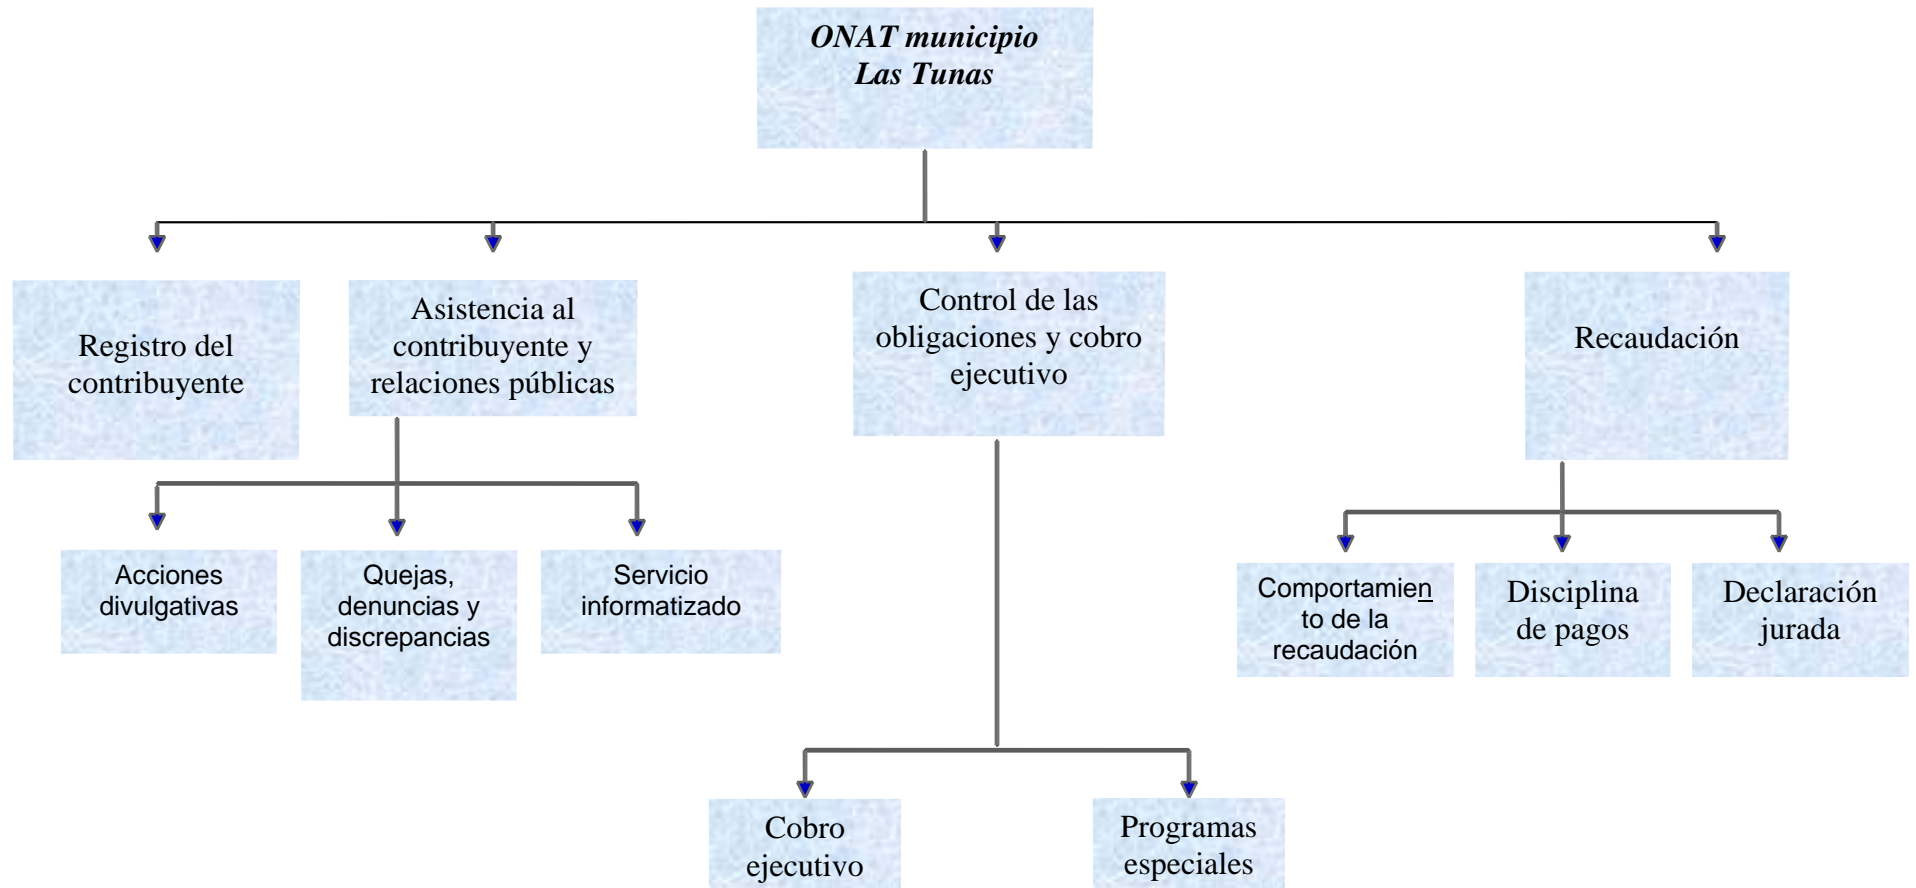 ONAT municipio
Las Tunas
Registro del
contribuyente
Asistencia al
contribuyente y
relaciones públicas
Control de las
obligaciones y cobro
ejecutivo
Recaudación
Acciones
divulgativas
Quejas,
denuncias y
discrepancias
Servicio
informatizado
Comportamien
to de la
recaudación
Disciplina
de pagos
Declaración
jurada
Cobro
ejecutivo
Programas
especiales